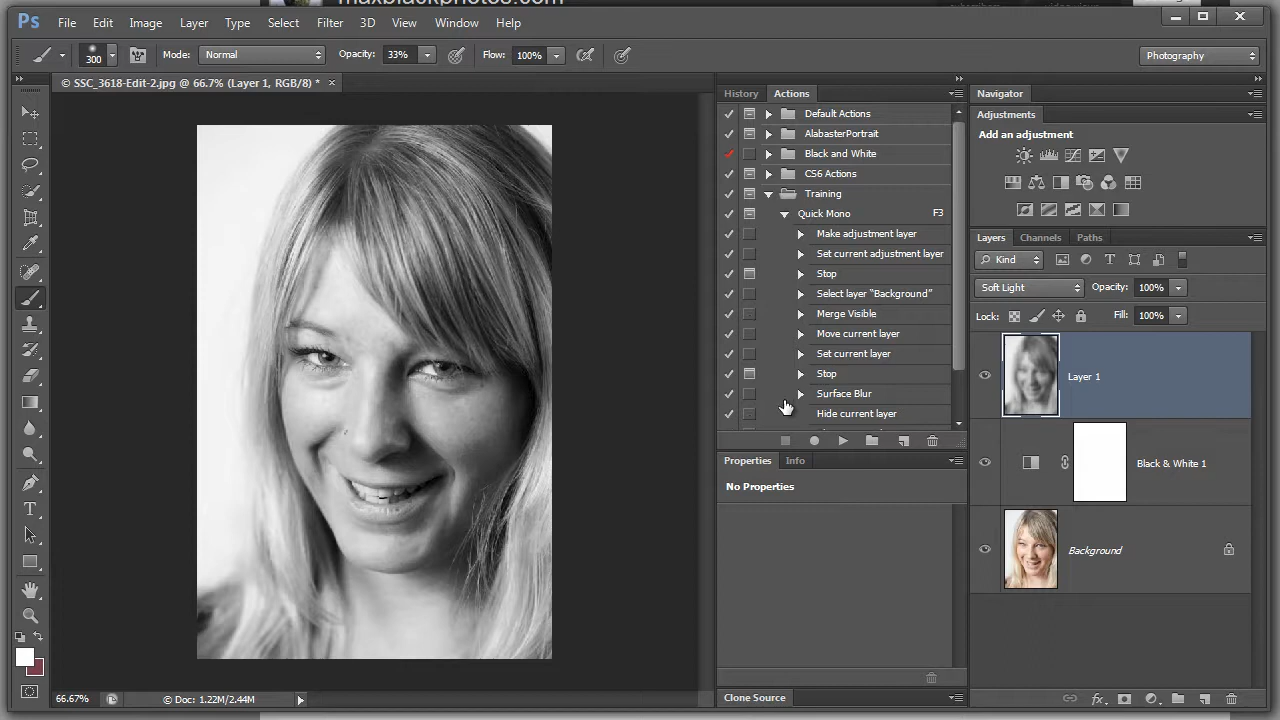 maxblackphotos.com
Ps File Edit Image Layer Type Select Filter 3D View Window Help
300 Mode: Normal Opacity: 33% Flow: 100% Photography
© SSC_3618-Edit-2.jpg @ 66.7% (Layer 1, RGB/8) * ×
History Actions
Default Actions
AlabasterPortrait
Black and White
CS6 Actions
Training
Quick Mono F3
Make adjustment layer
Set current adjustment layer
Stop
Select layer “Background”
Merge Visible
Move current layer
Set current layer
Stop
Surface Blur
Hide current layer
Properties Info
No Properties
Clone Source
Navigator
Adjustments
Add an adjustment
Layers Channels Paths
Kind T
Soft Light Opacity: 100%
Lock: Fill: 100%
Layer 1
Black & White 1
Background
fx
T
66.67% © Doc: 1.22M/2.44M